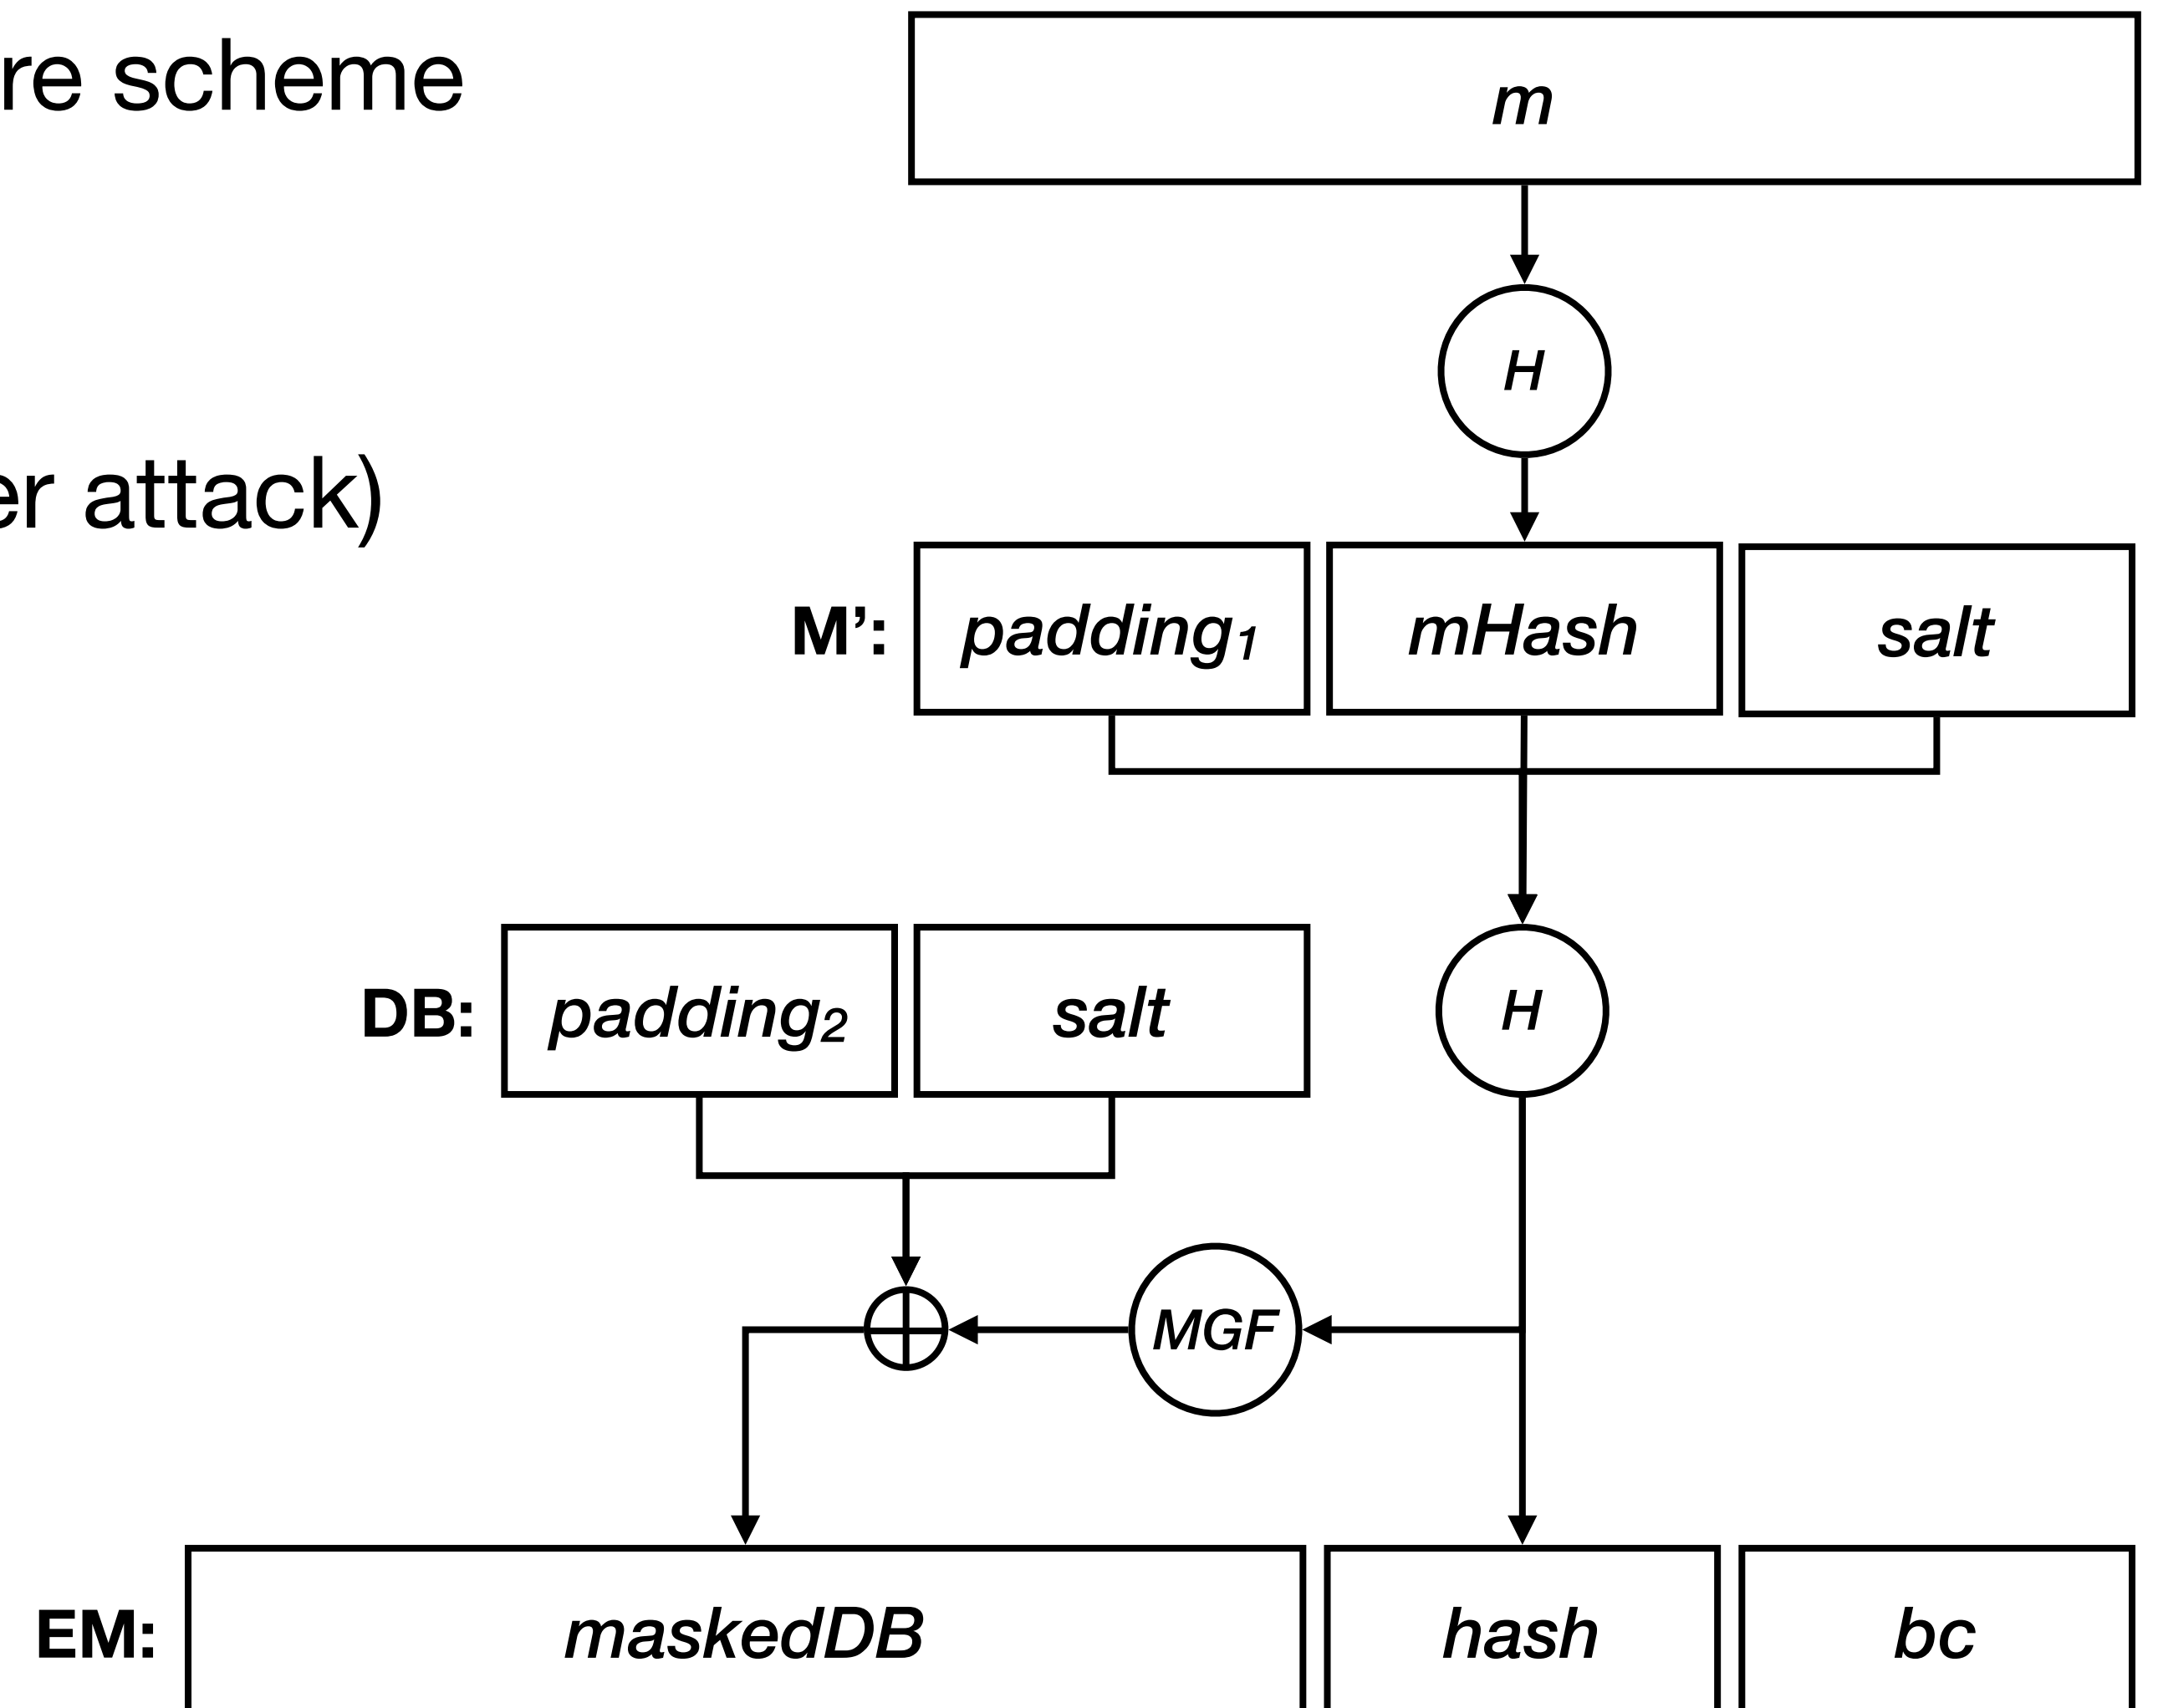 re scheme
m
H
er attack)
M’: padding₁ mHash salt
DB: padding₂ salt H
MGF
EM: maskedDB hash bc